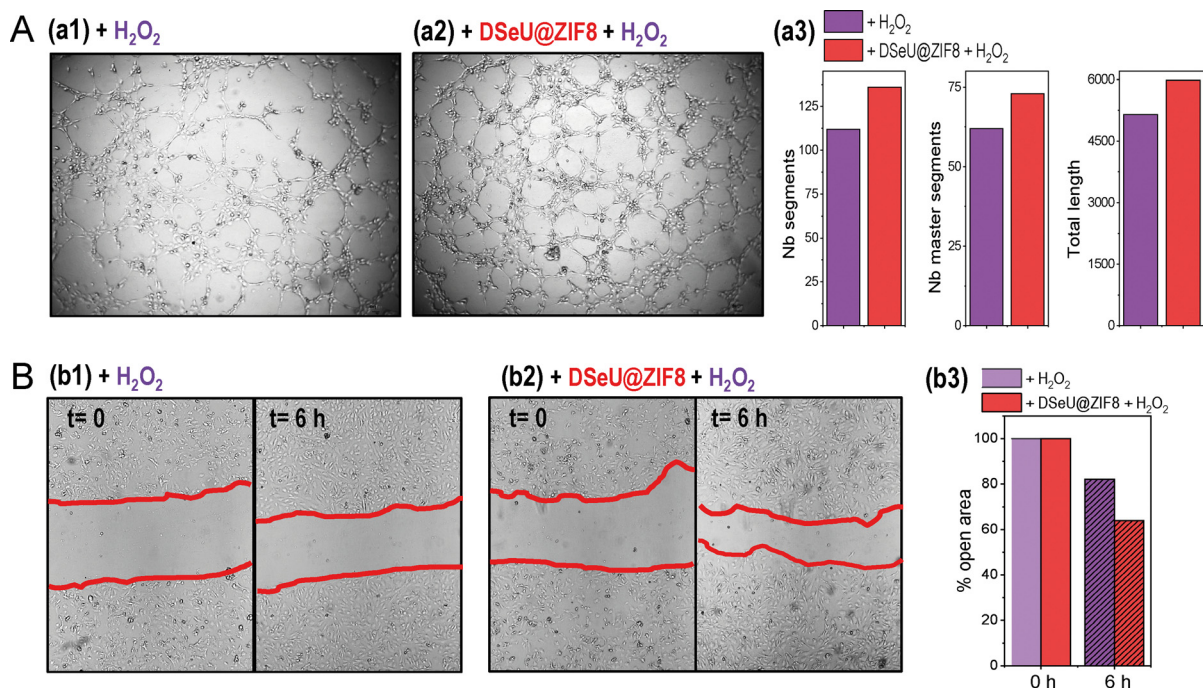 A
(a1) + H₂O₂
(a2) + DSeU@ZIF8 + H₂O₂
(a3)
+ H₂O₂
+ DSeU@ZIF8 + H₂O₂
Nb segments
125
100
75
50
25
0
Nb master segments
75
50
25
0
Total length
6000
4500
3000
1500
0
B
(b1) + H₂O₂
t= 0
t= 6 h
(b2) + DSeU@ZIF8 + H₂O₂
t= 0
t= 6 h
(b3)
+ H₂O₂
+ DSeU@ZIF8 + H₂O₂
% open area
100
80
60
40
20
0
0 h
6 h